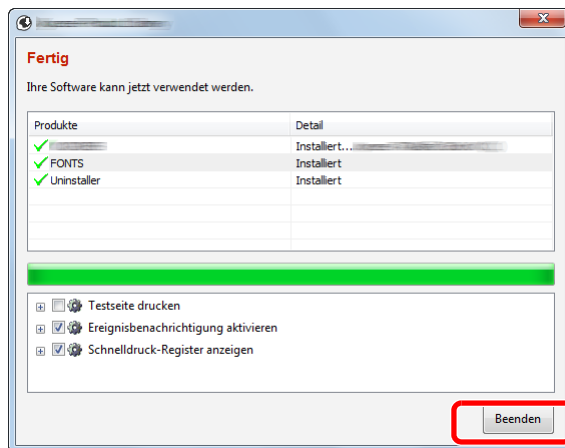 Fertig
Ihre Software kann jetzt verwendet werden.
Produkte Detail
Installiert...
FONTS Installiert
Uninstaller Installiert
Testseite drucken
Ereignisbenachrichtigung aktivieren
Schnelldruck-Register anzeigen
Beenden